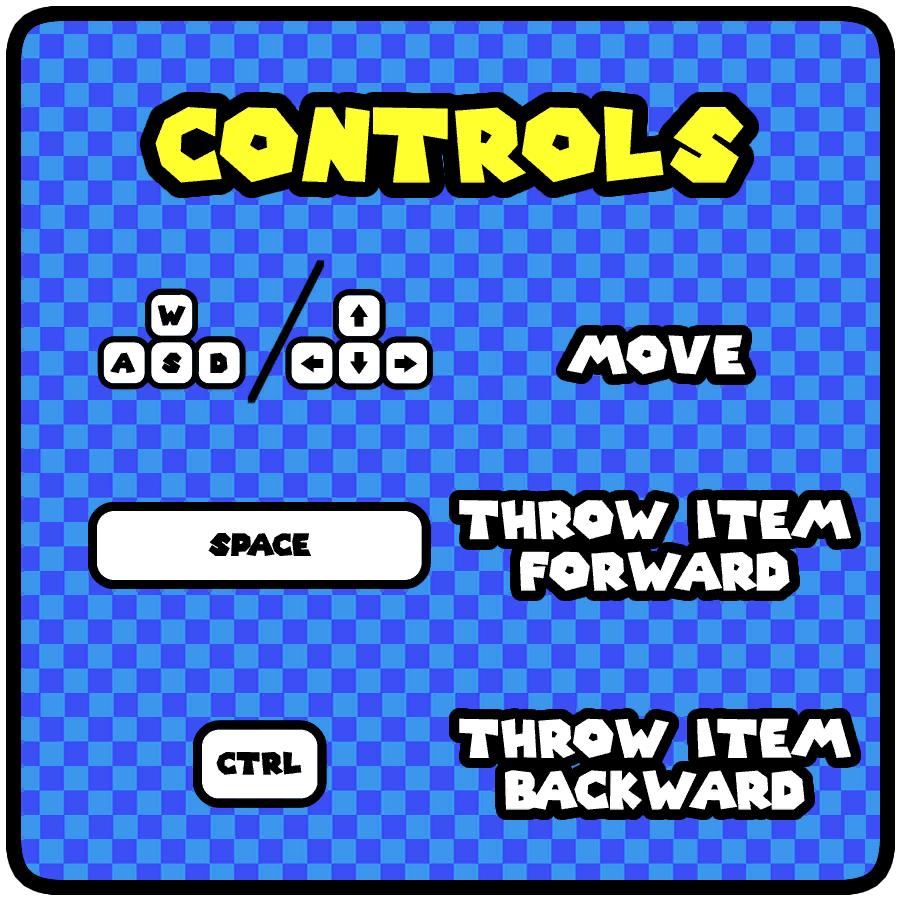 CONTROLS
W
A S D / ↑
← ↓ →
MOVE
SPACE
THROW ITEM
FORWARD
CTRL
THROW ITEM
BACKWARD